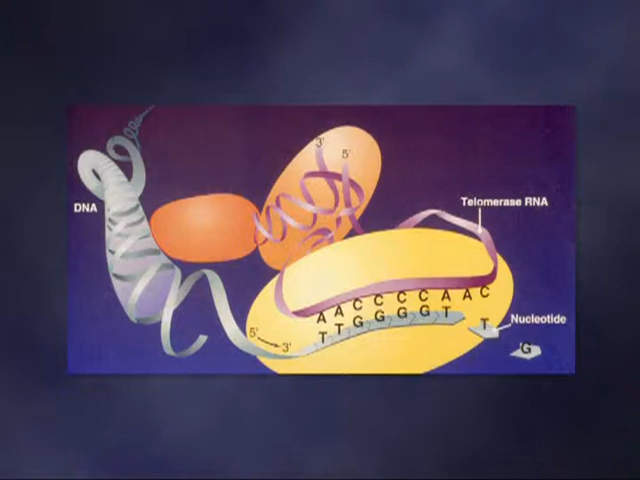 3'
5'
DNA
Telomerase RNA
A A C C C C A A C
T T G G G G T
T
Nucleotide
G
5' 3'